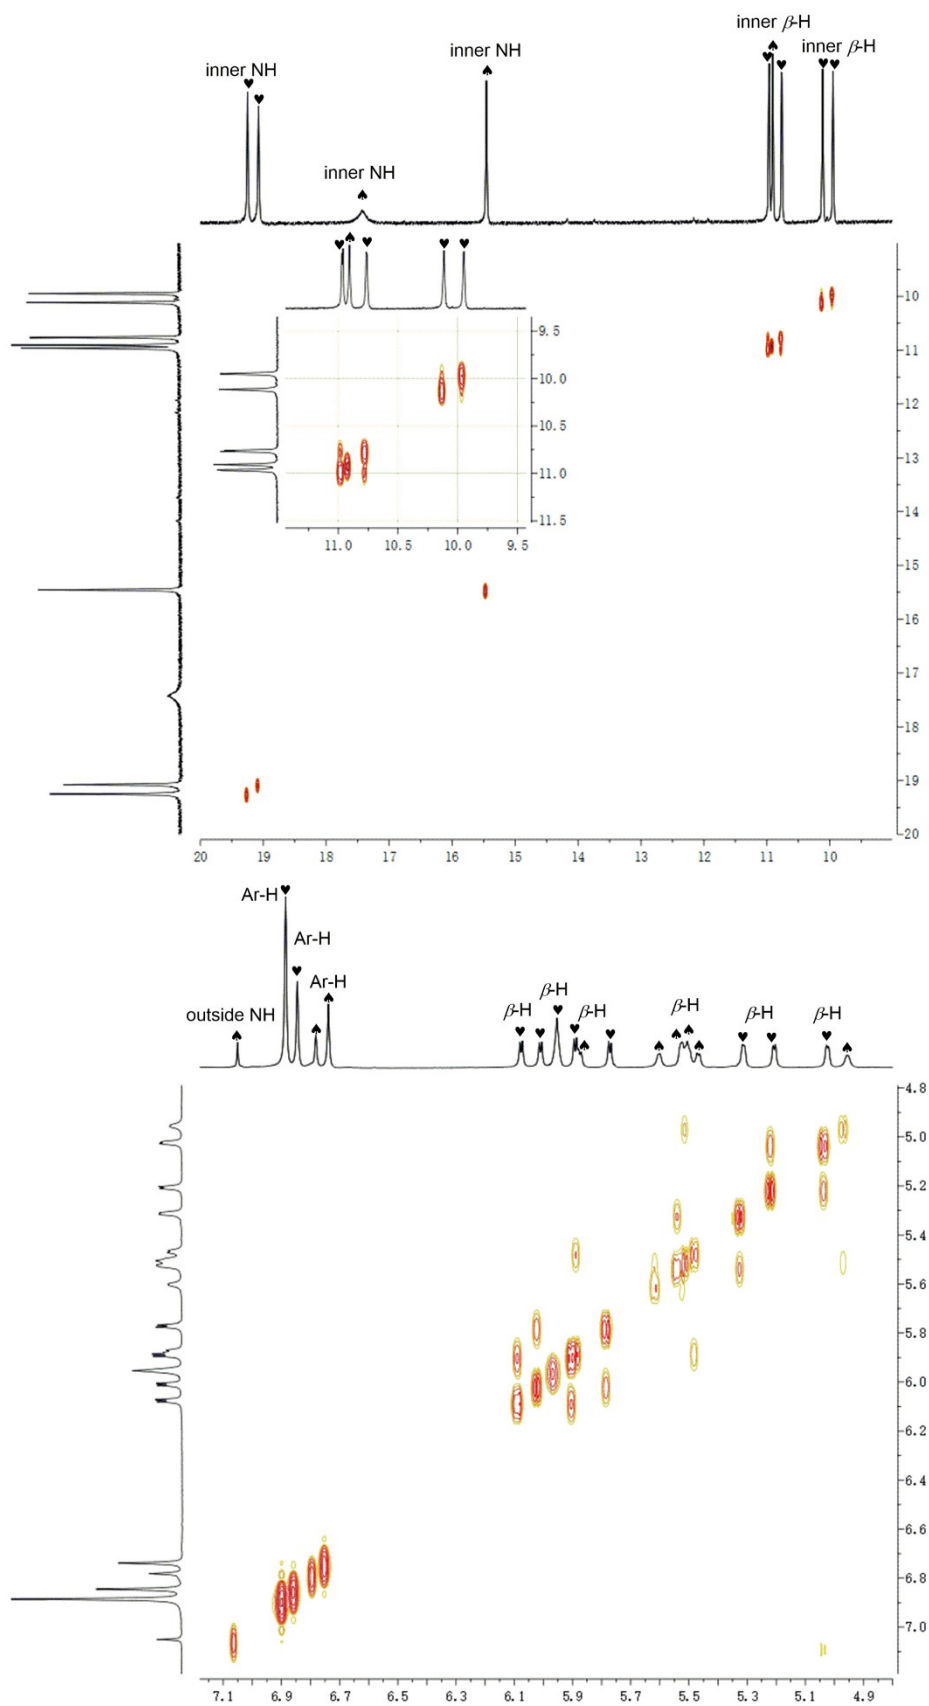 inner β-H
inner β-H
inner NH
inner NH
inner NH
9.5
10.0
10.5
11.0
11.5
11.0 10.5 10.0 9.5
10
11
12
13
14
15
16
17
18
19
20
20 19 18 17 16 15 14 13 12 11 10
Ar-H
Ar-H
Ar-H
outside NH
β-H
β-H
β-H
β-H
β-H
β-H
4.8
5.0
5.2
5.4
5.6
5.8
6.0
6.2
6.4
6.6
6.8
7.0
7.1 6.9 6.7 6.5 6.3 6.1 5.9 5.7 5.5 5.3 5.1 4.9